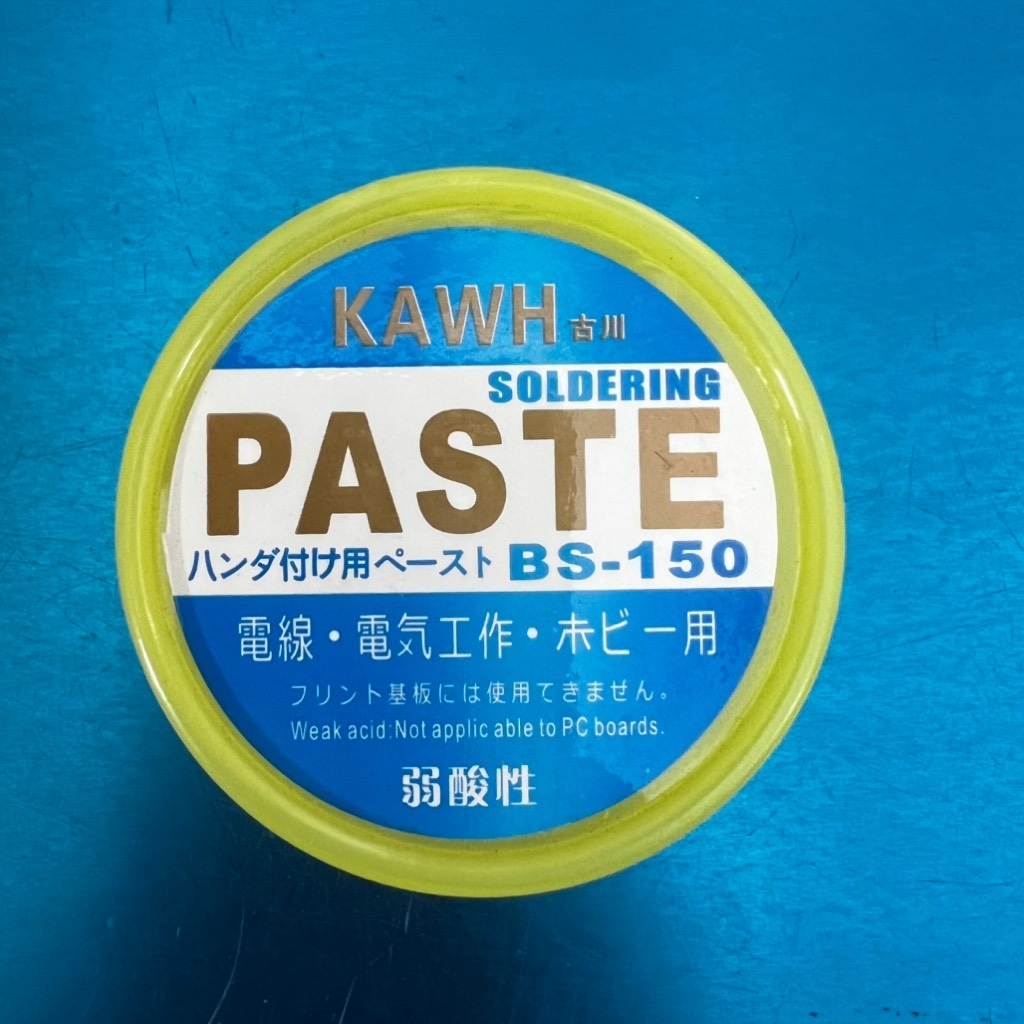 KAWH 古川
SOLDERING
PASTE
ハンダ付け用ペースト BS-150
電線・電気工作・ホビー用
フリント基板には使用てきません。
Weak acid:Not applic able to PC boards.
弱酸性